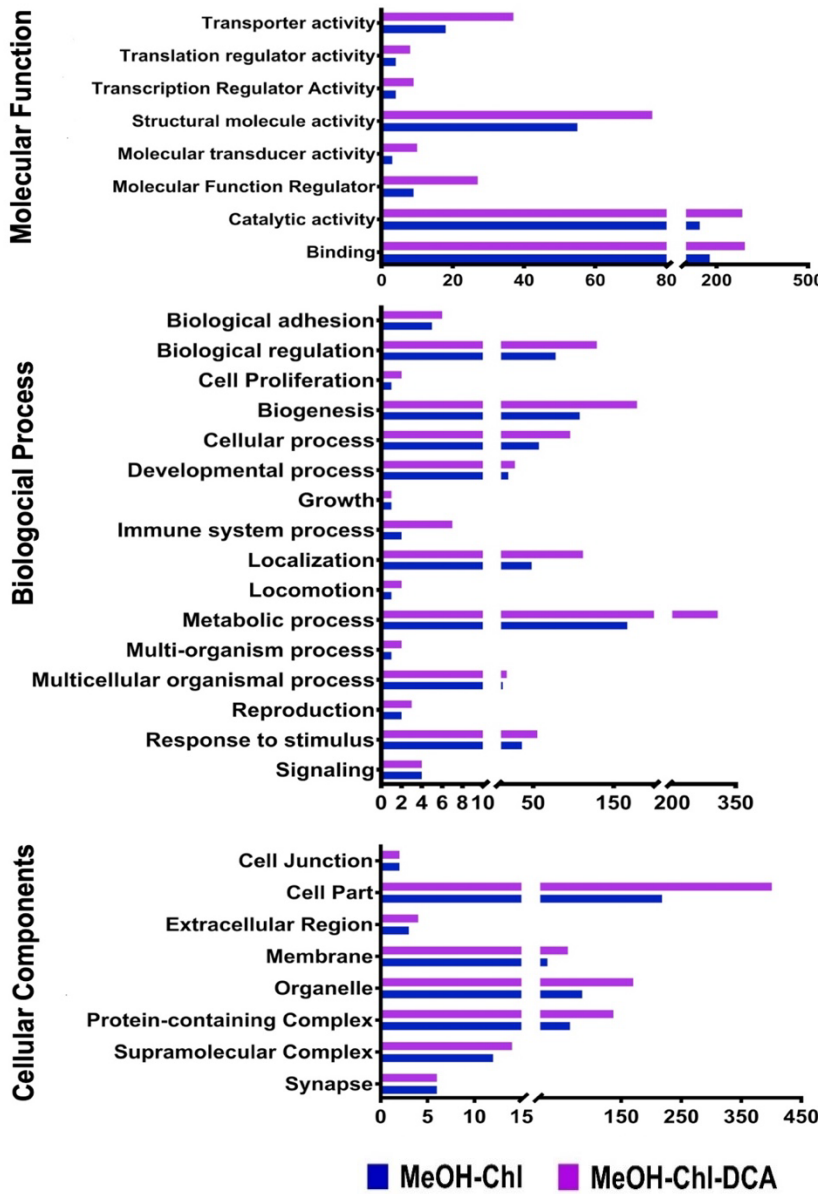 Molecular Function
Transporter activity
Translation regulator activity
Transcription Regulator Activity
Structural molecule activity
Molecular transducer activity
Molecular Function Regulator
Catalytic activity
Binding
0 20 40 60 80 200 500
Biologocial Process
Biological adhesion
Biological regulation
Cell Proliferation
Biogenesis
Cellular process
Developmental process
Growth
Immune system process
Localization
Locomotion
Metabolic process
Multi-organism process
Multicellular organismal process
Reproduction
Response to stimulus
Signaling
0 2 4 6 8 10 50 150 200 350
Cellular Components
Cell Junction
Cell Part
Extracellular Region
Membrane
Organelle
Protein-containing Complex
Supramolecular Complex
Synapse
0 5 10 15 150 250 350 450
MeOH-Chl MeOH-Chl-DCA